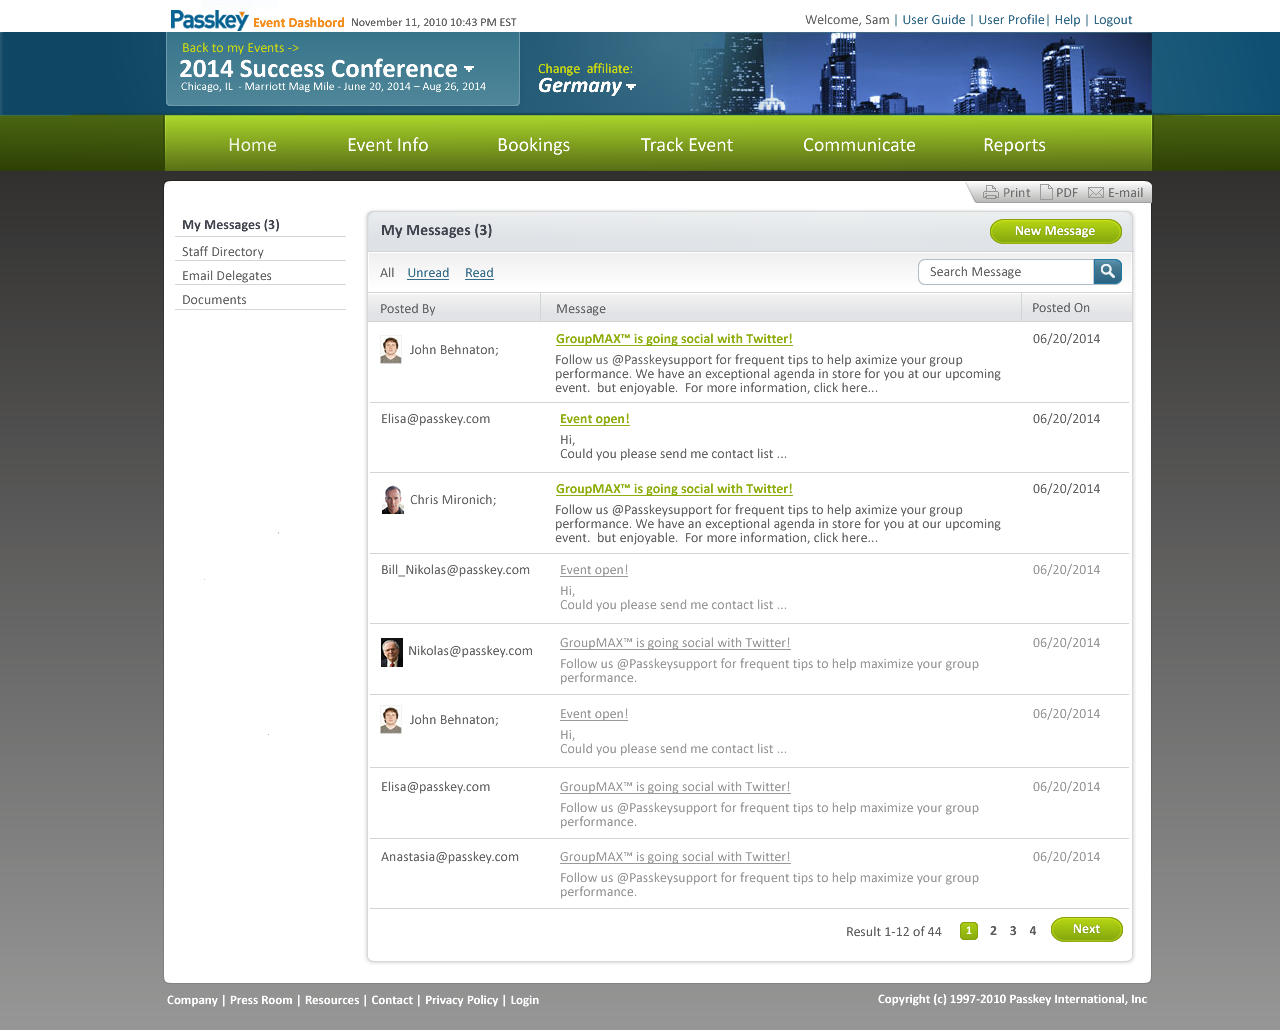 Passkey Event Dashbord November 11, 2010 10:43 PM EST
Welcome, Sam | User Guide | User Profile| Help | Logout
Back to my Events ->
2014 Success Conference
Chicago, IL - Marriott Mag Mile - June 20, 2014 – Aug 26, 2014
Change affiliate:
Germany
Home Event Info Bookings Track Event Communicate Reports
Print PDF E-mail
My Messages (3)
Staff Directory
Email Delegates
Documents
My Messages (3)
New Message
All Unread Read
Search Message
Posted By Message Posted On
John Behnaton;
GroupMAX™ is going social with Twitter!
06/20/2014
Follow us @Passkeysupport for frequent tips to help aximize your group
performance. We have an exceptional agenda in store for you at our upcoming
event.  but enjoyable.  For more information, click here...
Elisa@passkey.com
Event open!
06/20/2014
Hi,
Could you please send me contact list ...
Chris Mironich;
GroupMAX™ is going social with Twitter!
06/20/2014
Follow us @Passkeysupport for frequent tips to help aximize your group
performance. We have an exceptional agenda in store for you at our upcoming
event.  but enjoyable.  For more information, click here...
Bill_Nikolas@passkey.com
Event open!
06/20/2014
Hi,
Could you please send me contact list ...
Nikolas@passkey.com
GroupMAX™ is going social with Twitter!
06/20/2014
Follow us @Passkeysupport for frequent tips to help maximize your group
performance.
John Behnaton;
Event open!
06/20/2014
Hi,
Could you please send me contact list ...
Elisa@passkey.com
GroupMAX™ is going social with Twitter!
06/20/2014
Follow us @Passkeysupport for frequent tips to help maximize your group
performance.
Anastasia@passkey.com
GroupMAX™ is going social with Twitter!
06/20/2014
Follow us @Passkeysupport for frequent tips to help maximize your group
performance.
Result 1-12 of 44 1 2 3 4 Next
Company | Press Room | Resources | Contact | Privacy Policy | Login
Copyright (c) 1997-2010 Passkey International, Inc